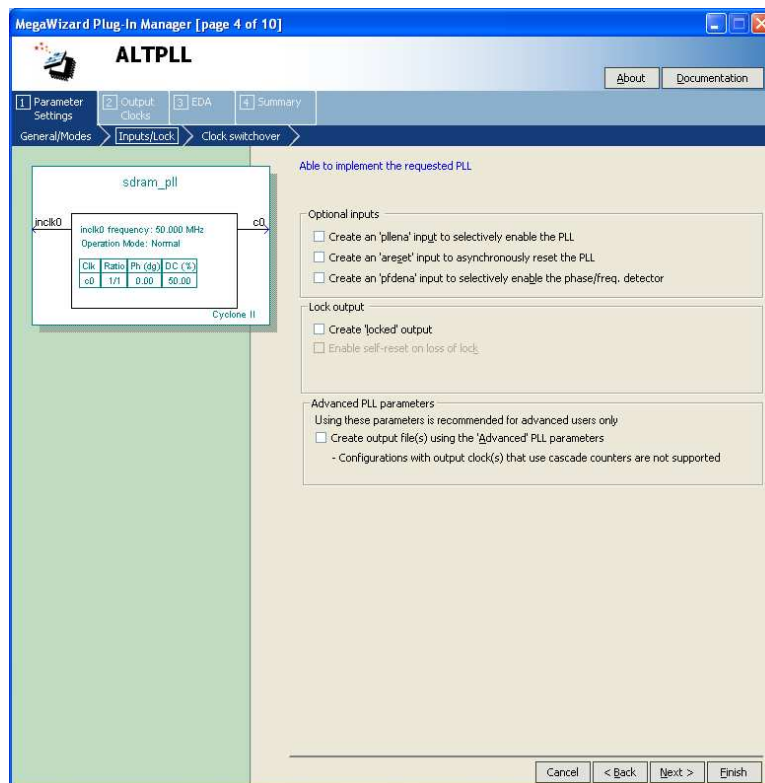 MegaWizard Plug-In Manager [page 4 of 10]
ALTPLL
About
Documentation
1 Parameter Settings
2 Output Clocks
3 EDA
4 Summary
General/Modes
Inputs/Lock
Clock switchover
sdram_pll
inclk0
c0
inclk0 frequency: 50.000 MHz
Operation Mode: Normal
Clk Ratio Ph (dg) DC (%)
c0 1/1 0.00 50.00
Cyclone II
Able to implement the requested PLL
Optional inputs
Create an 'pllena' input to selectively enable the PLL
Create an 'areset' input to asynchronously reset the PLL
Create an 'pfdena' input to selectively enable the phase/freq. detector
Lock output
Create 'locked' output
Enable self-reset on loss of lock
Advanced PLL parameters
Using these parameters is recommended for advanced users only
Create output file(s) using the 'Advanced' PLL parameters
- Configurations with output clock(s) that use cascade counters are not supported
Cancel
< Back
Next >
Finish